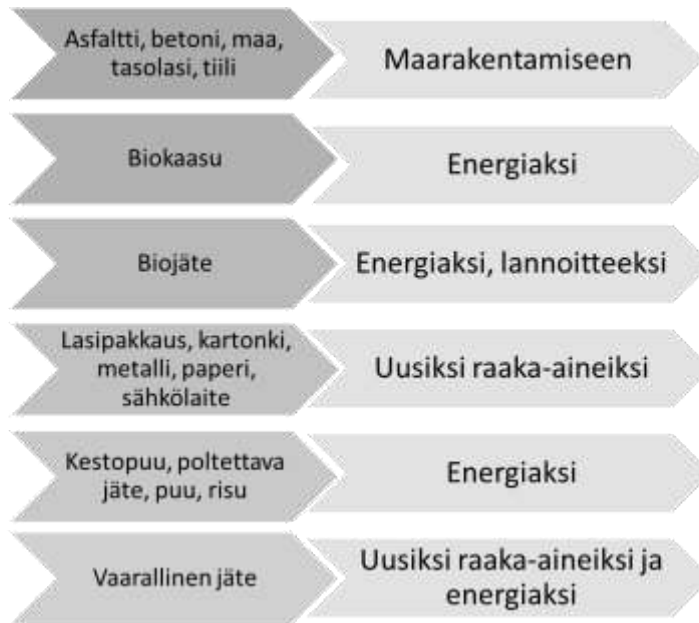 Asfaltti, betoni, maa,
tasolasi, tiili
Maarakentamiseen
Biokaasu
Energiaksi
Biojäte
Energiaksi, lannoitteeksi
Lasipakkaus, kartonki,
metalli, paperi,
sähkölaite
Uusiksi raaka-aineiksi
Kestopuu, poltettava
jäte, puu, risu
Energiaksi
Vaarallinen jäte
Uusiksi raaka-aineiksi ja
energiaksi